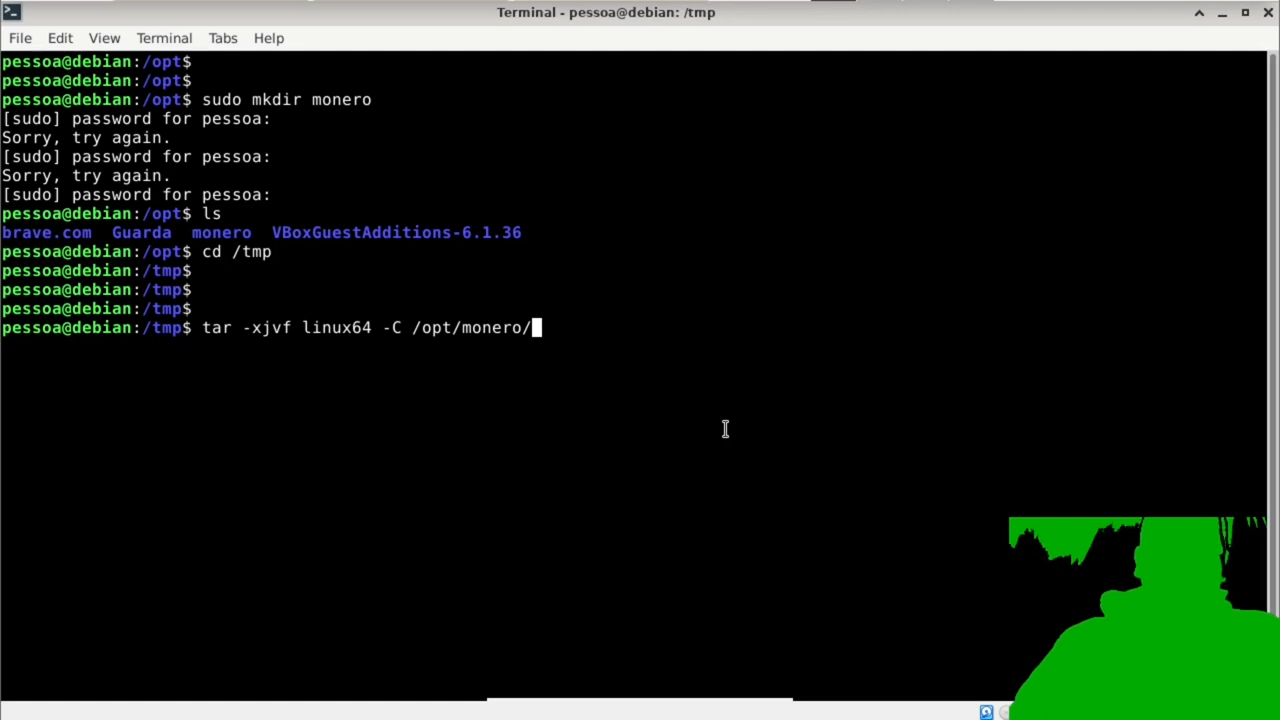 Terminal - pessoa@debian: /tmp
File Edit View Terminal Tabs Help
pessoa@debian:/opt$
pessoa@debian:/opt$
pessoa@debian:/opt$ sudo mkdir monero
[sudo] password for pessoa:
Sorry, try again.
[sudo] password for pessoa:
Sorry, try again.
[sudo] password for pessoa:
pessoa@debian:/opt$ ls
brave.com Guarda monero VBoxGuestAdditions-6.1.36
pessoa@debian:/opt$ cd /tmp
pessoa@debian:/tmp$
pessoa@debian:/tmp$
pessoa@debian:/tmp$
pessoa@debian:/tmp$ tar -xjvf linux64 -C /opt/monero/